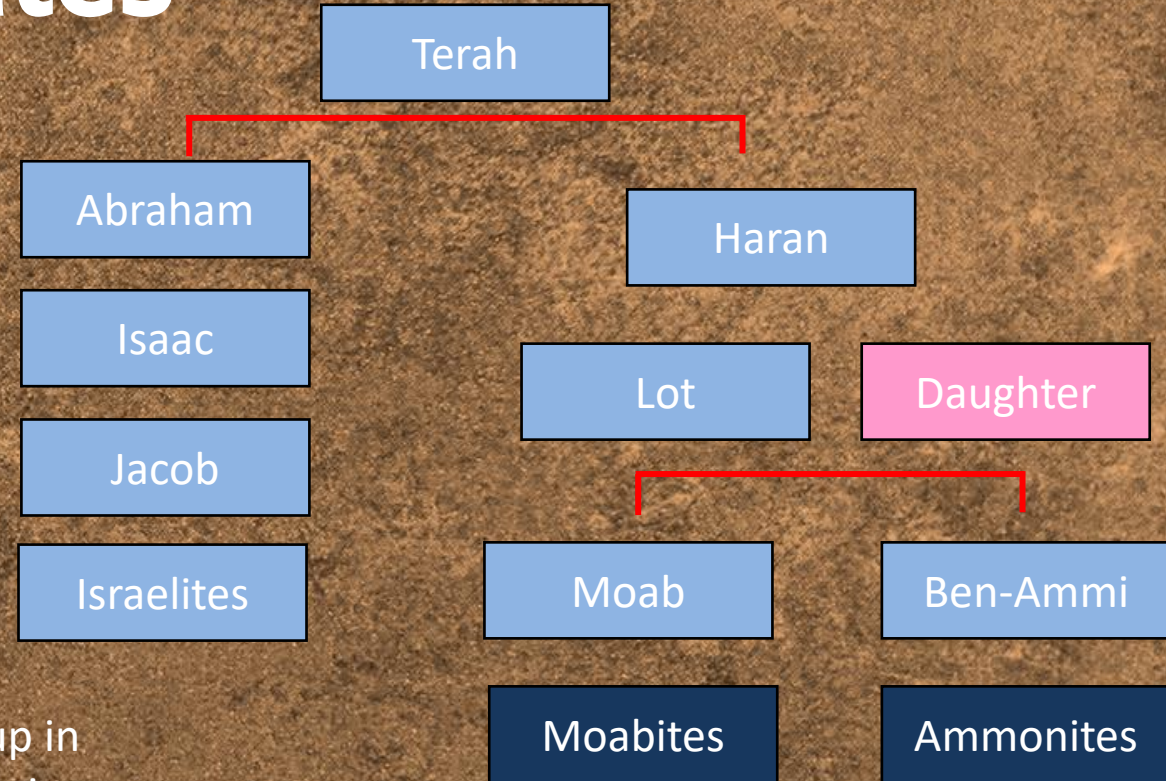 Terah
Abraham
Haran
Isaac
Lot
Daughter
Jacob
Israelites
Moab
Ben-Ammi
up in
Moabites
Ammonites